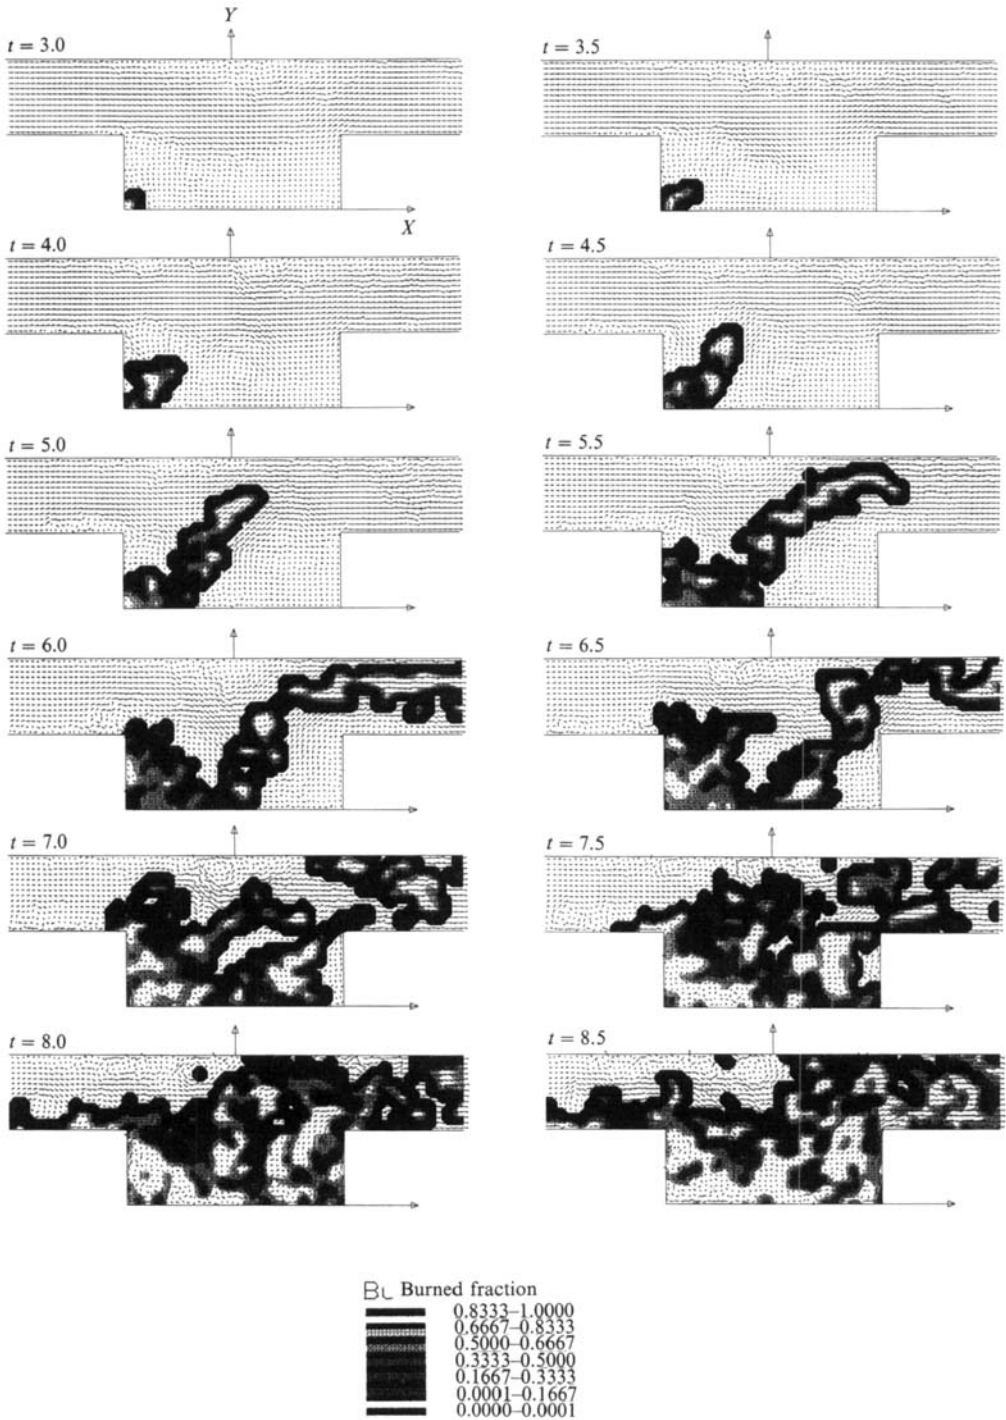 Y
t = 3.0
t = 3.5
X
t = 4.0
t = 4.5
t = 5.0
t = 5.5
t = 6.0
t = 6.5
t = 7.0
t = 7.5
t = 8.0
t = 8.5
BL Burned fraction
0.8333–1.0000
0.6667–0.8333
0.5000–0.6667
0.3333–0.5000
0.1667–0.3333
0.0001–0.1667
0.0000–0.0001